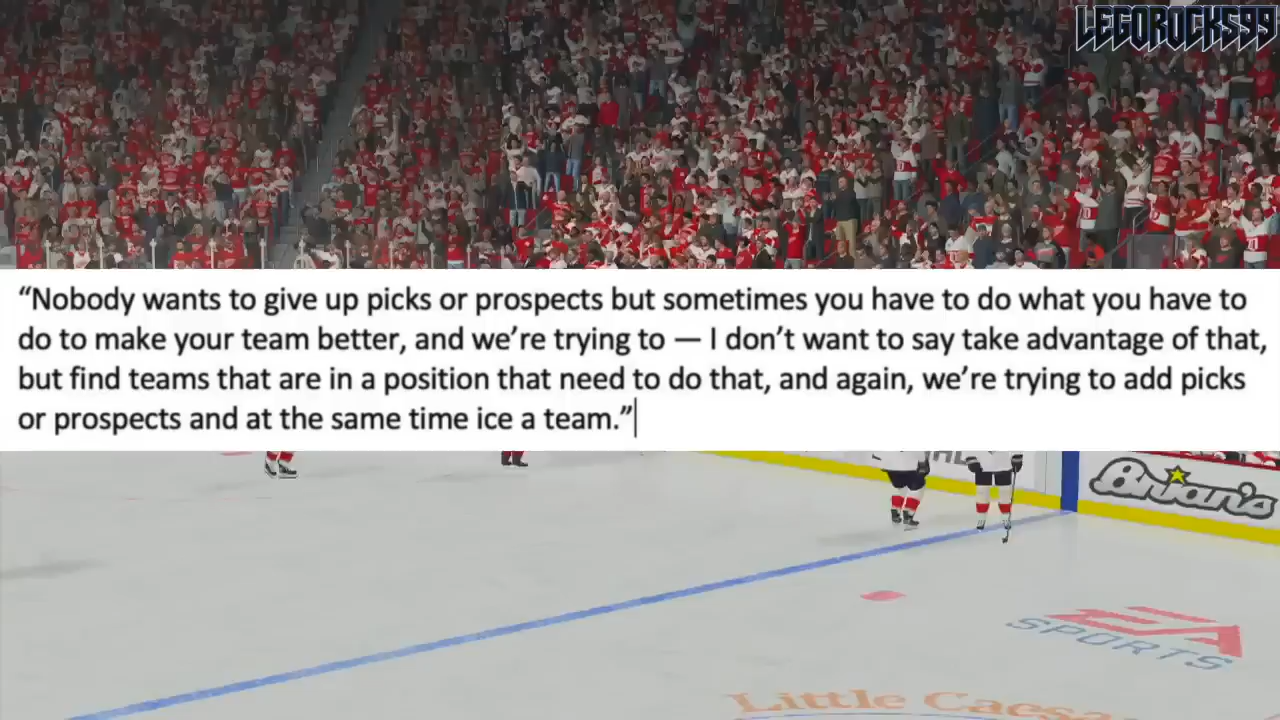 LEGOROCKS99
“Nobody wants to give up picks or prospects but sometimes you have to do what you have to
do to make your team better, and we’re trying to — I don’t want to say take advantage of that,
but find teams that are in a position that need to do that, and again, we’re trying to add picks
or prospects and at the same time ice a team.”
Brian's
EA
SPORTS
Little Caesa